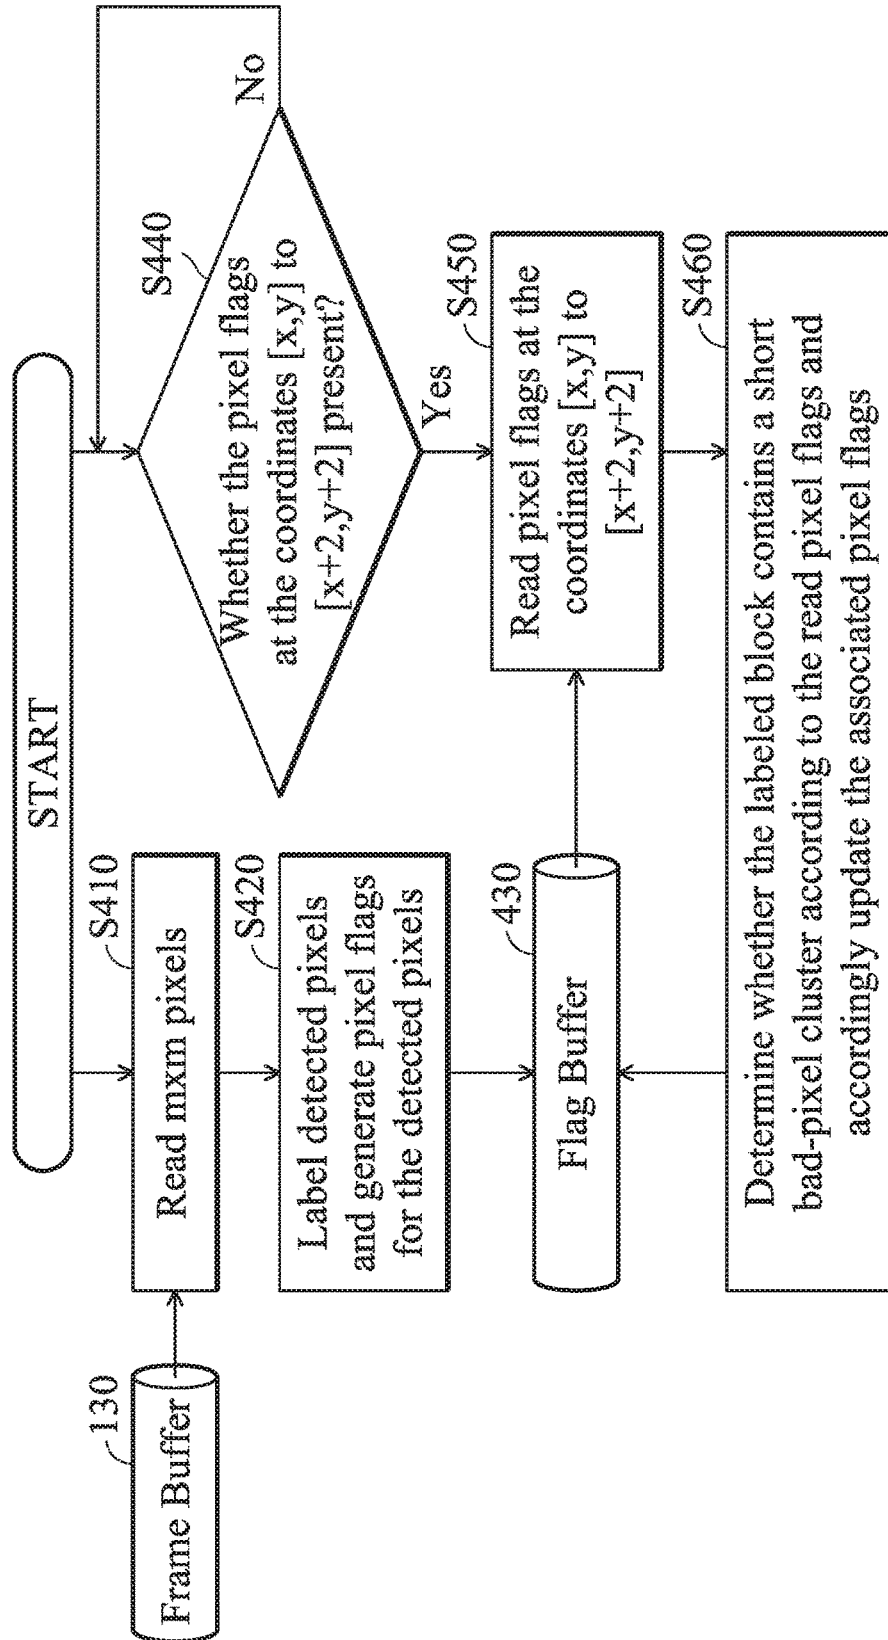 START
130
Frame Buffer
S410
Read mxm pixels
S420
Label detected pixels
and generate pixel flags
for the detected pixels
430
Flag Buffer
S440
Whether the pixel flags
at the coordinates [x,y] to
[x+2,y+2] present?
No
Yes
S450
Read pixel flags at the
coordinates [x,y] to
[x+2,y+2]
S460
Determine whether the labeled block contains a short
bad-pixel cluster according to the read pixel flags and
accordingly update the associated pixel flags